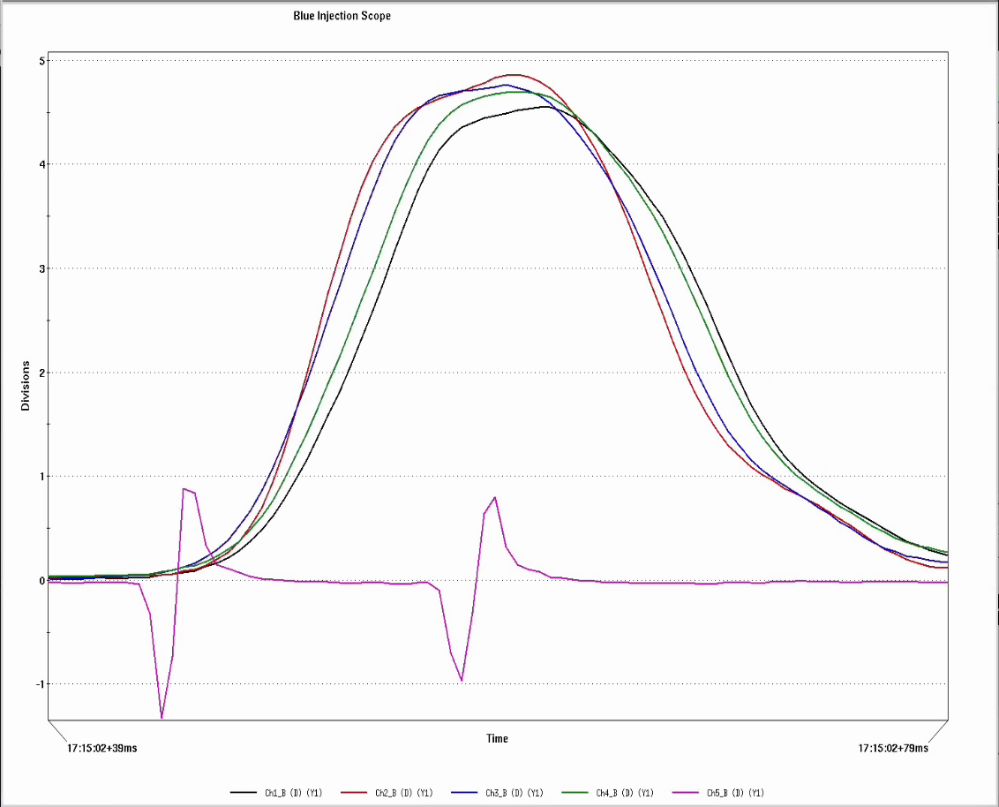 Blue Injection Scope
5
4
3
2
1
0
-1
Divisions
Time
17:15:02+39ms
17:15:02+79ms
Ch1_B (D) (Y1) Ch2_B (D) (Y1) Ch3_B (D) (Y1) Ch4_B (D) (Y1) Ch5_B (D) (Y1)